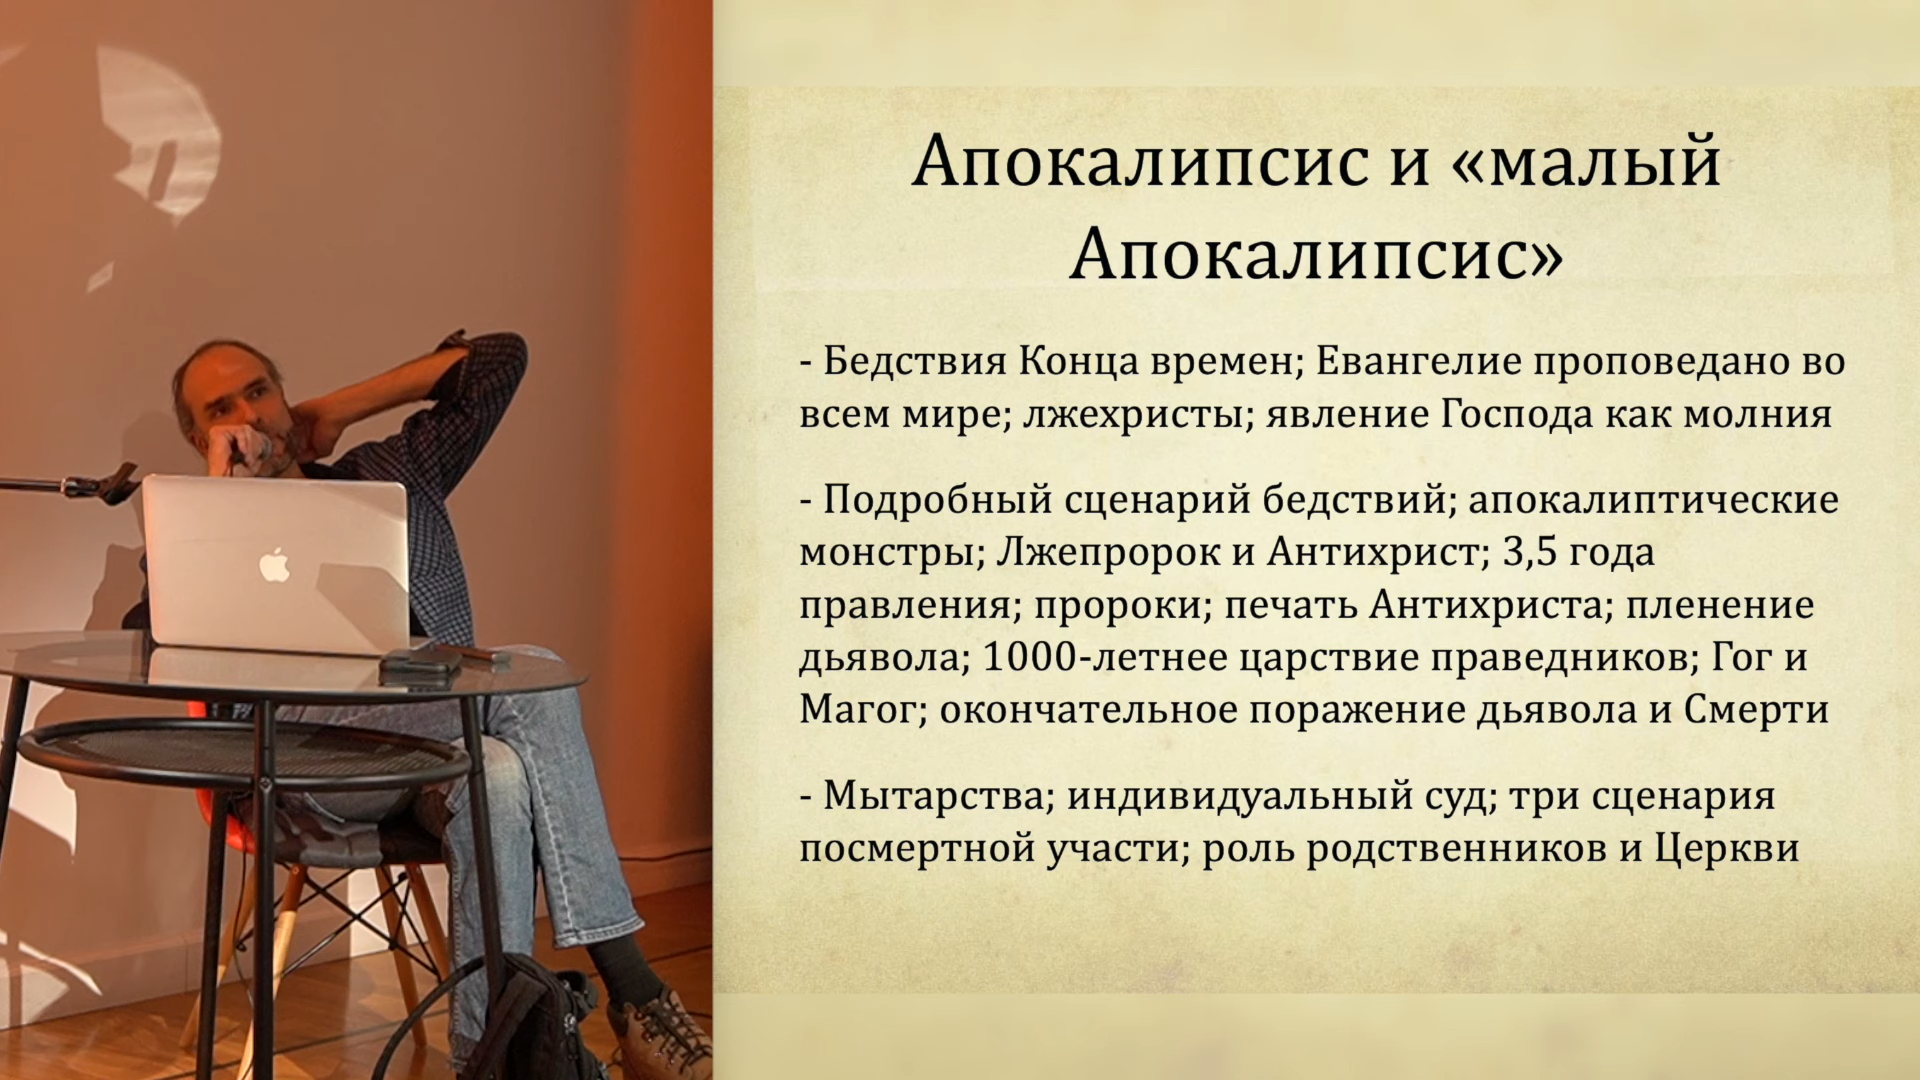 Апокалипсис и «малый
Апокалипсис»
- Бедствия Конца времен; Евангелие проповедано во
всем мире; лжехристы; явление Господа как молния
- Подробный сценарий бедствий; апокалиптические
монстры; Лжепророк и Антихрист; 3,5 года
правления; пророки; печать Антихриста; пленение
дьявола; 1000-летнее царствие праведников; Гог и
Магог; окончательное поражение дьявола и Смерти
- Мытарства; индивидуальный суд; три сценария
посмертной участи; роль родственников и Церкви